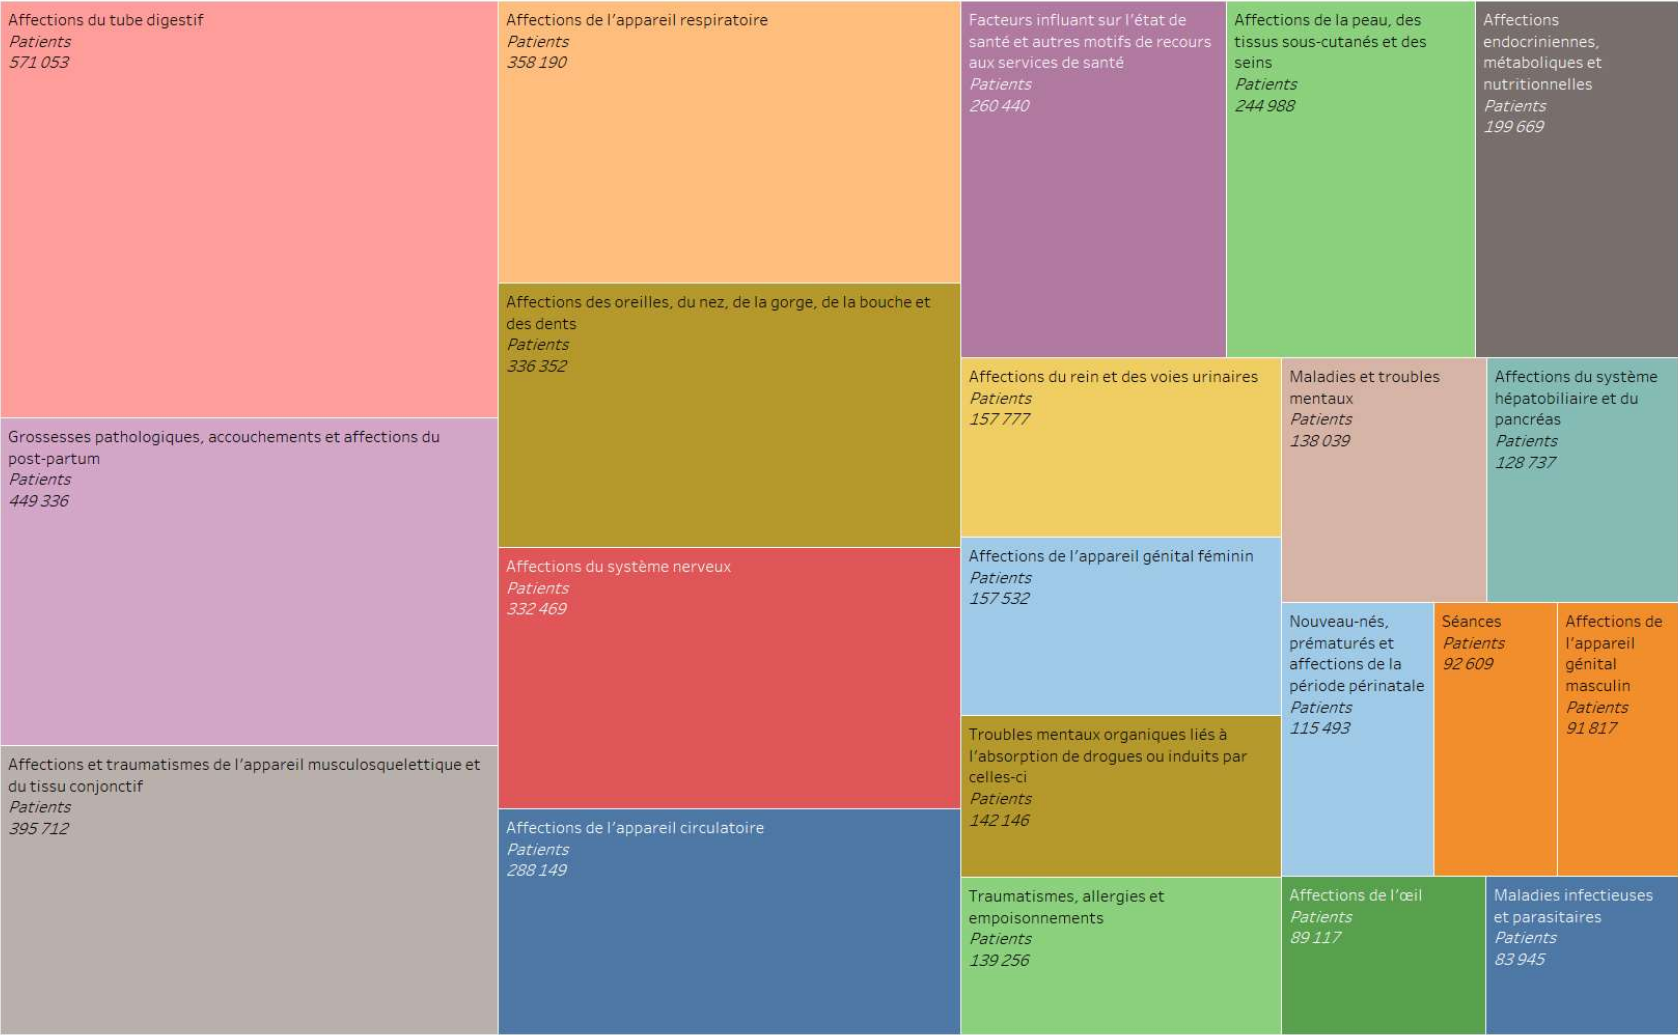 Affections du tube digestif
Patients
571 053
Grossesses pathologiques, accouchements et affections du
post-partum
Patients
449 336
Affections et traumatismes de l'appareil musculosquelettique et
du tissu conjonctif
Patients
395 712
Affections de l'appareil respiratoire
Patients
358 190
Affections des oreilles, du nez, de la gorge, de la bouche et
des dents
Patients
336 352
Affections du système nerveux
Patients
332 469
Affections de l'appareil circulatoire
Patients
288 149
Facteurs influant sur l'état de
santé et autres motifs de recours
aux services de santé
Patients
260 440
Affections de la peau, des
tissus sous-cutanés et des
seins
Patients
244 988
Affections
endocriniennes,
métaboliques et
nutritionnelles
Patients
199 669
Affections du rein et des voies urinaires
Patients
157 777
Affections de l'appareil génital féminin
Patients
157 532
Troubles mentaux organiques liés à
l'absorption de drogues ou induits par
celles-ci
Patients
142 146
Traumatismes, allergies et
empoisonnements
Patients
139 256
Maladies et troubles
mentaux
Patients
138 039
Affections du système
hépatobiliaire et du
pancréas
Patients
128 737
Nouveau-nés,
prématurés et
affections de la
période périnatale
Patients
115 493
Séances
Patients
92 609
Affections de
l'appareil
génital
masculin
Patients
91 817
Affections de l'œil
Patients
89 117
Maladies infectieuses
et parasitaires
Patients
83 945